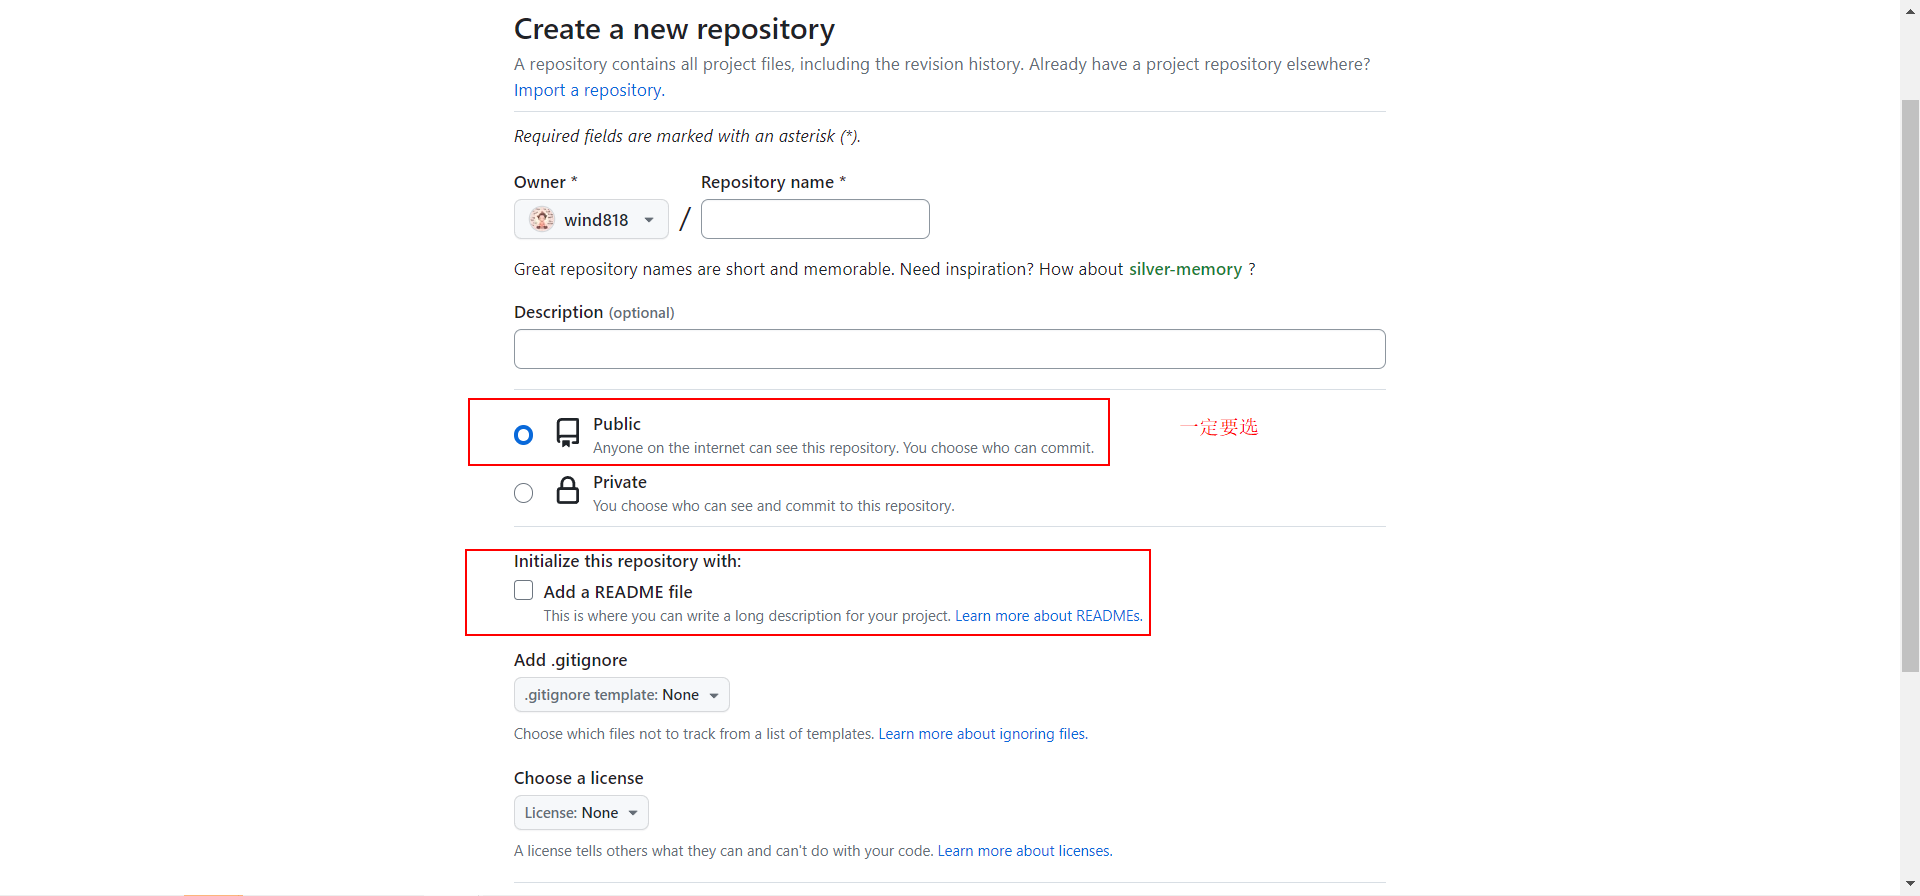 Create a new repository
A repository contains all project files, including the revision history. Already have a project repository elsewhere?
Import a repository.
Required fields are marked with an asterisk (*).
Owner * Repository name *
wind818 /
Great repository names are short and memorable. Need inspiration? How about silver-memory ?
Description (optional)
Public
Anyone on the internet can see this repository. You choose who can commit.
一定要选
Private
You choose who can see and commit to this repository.
Initialize this repository with:
Add a README file
This is where you can write a long description for your project. Learn more about READMEs.
Add .gitignore
.gitignore template: None
Choose which files not to track from a list of templates. Learn more about ignoring files.
Choose a license
License: None
A license tells others what they can and can't do with your code. Learn more about licenses.